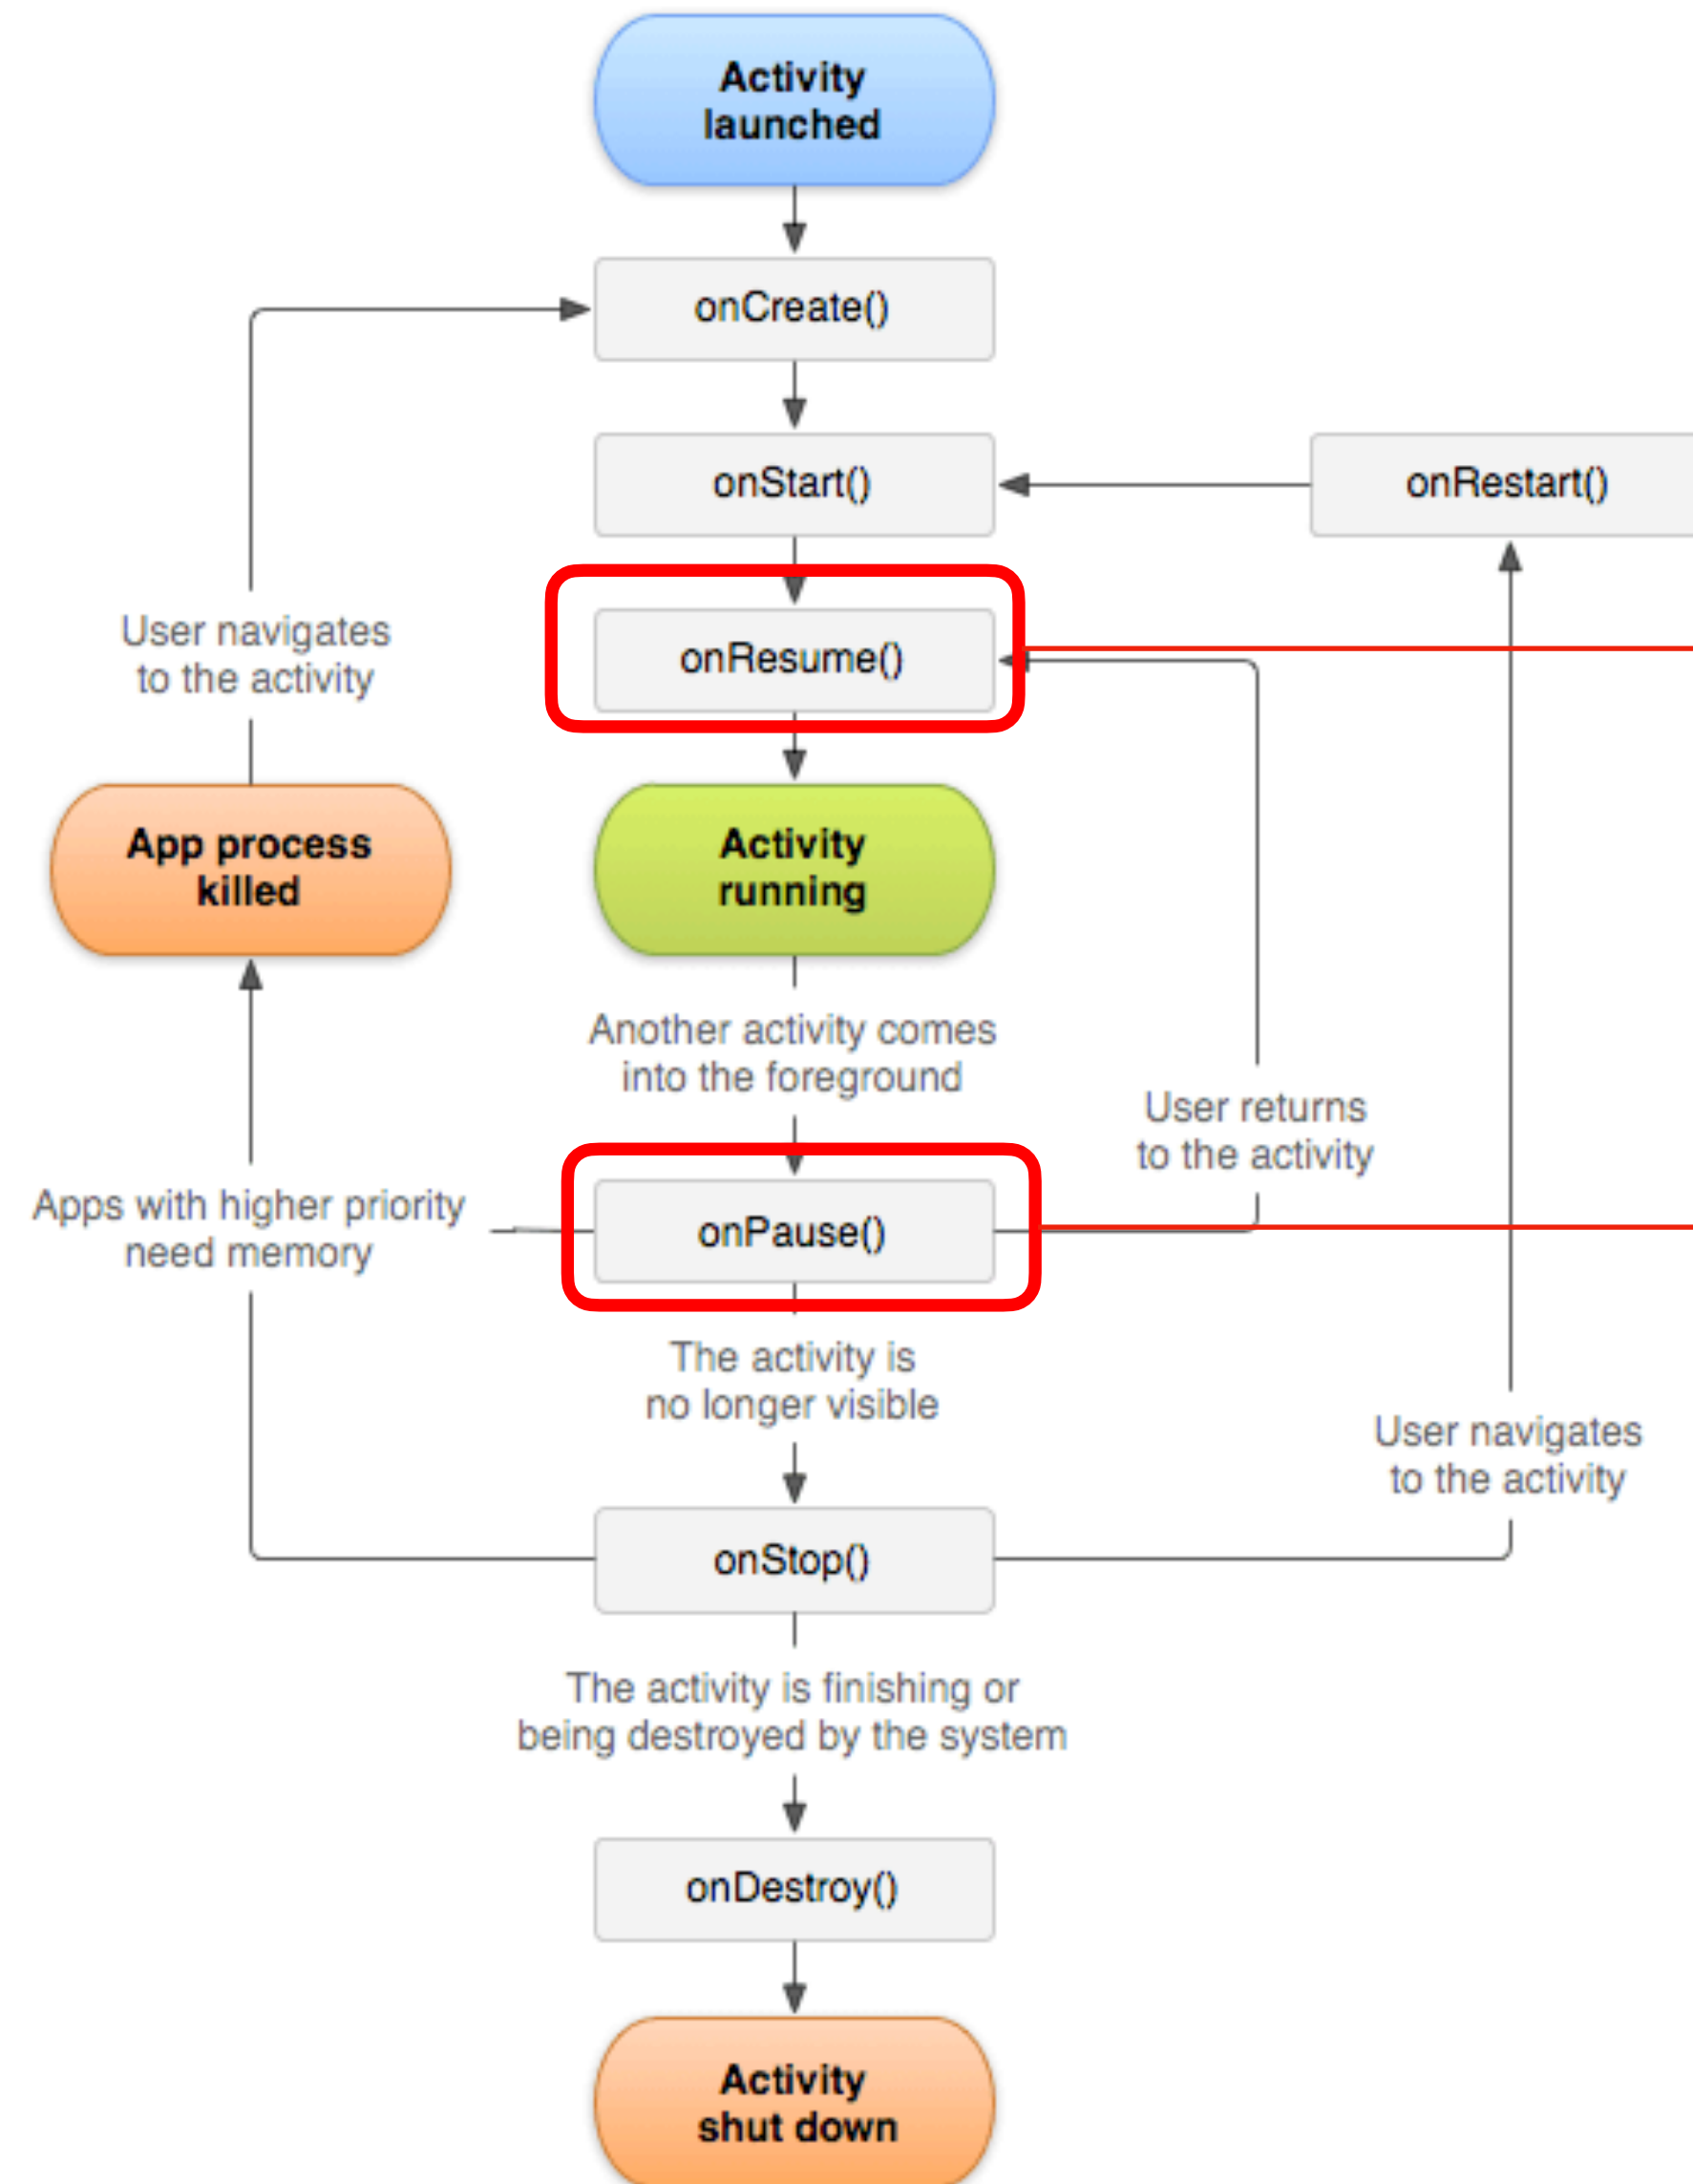 Activity
launched
onCreate()
onStart()
onRestart()
onResume()
User navigates
to the activity
App process
killed
Activity
running
Another activity comes
into the foreground
User returns
to the activity
Apps with higher priority
need memory
onPause()
The activity is
no longer visible
User navigates
to the activity
onStop()
The activity is finishing or
being destroyed by the system
onDestroy()
Activity
shut down